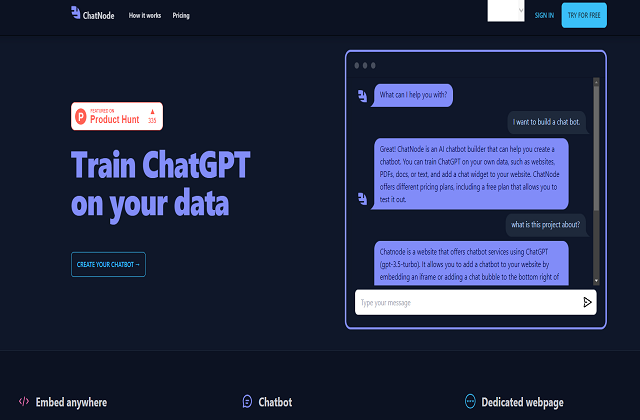 ChatNode
How it works
Pricing
SIGN IN
TRY FOR FREE
FEATURED ON
Product Hunt
335
Train ChatGPT
on your data
CREATE YOUR CHATBOT →
What can I help you with?
I want to build a chat bot.
Great! ChatNode is an AI chatbot builder that can help you create a
chatbot. You can train ChatGPT on your own data, such as websites,
PDFs, docs, or text, and add a chat widget to your website. ChatNode
offers different pricing plans, including a free plan that allows you to
test it out.
what is this project about?
Chatnode is a website that offers chatbot services using ChatGPT
(gpt-3.5-turbo). It allows you to add a chatbot to your website by
embedding an iframe or adding a chat bubble to the bottom right of
Type your message
Embed anywhere
Chatbot
Dedicated webpage